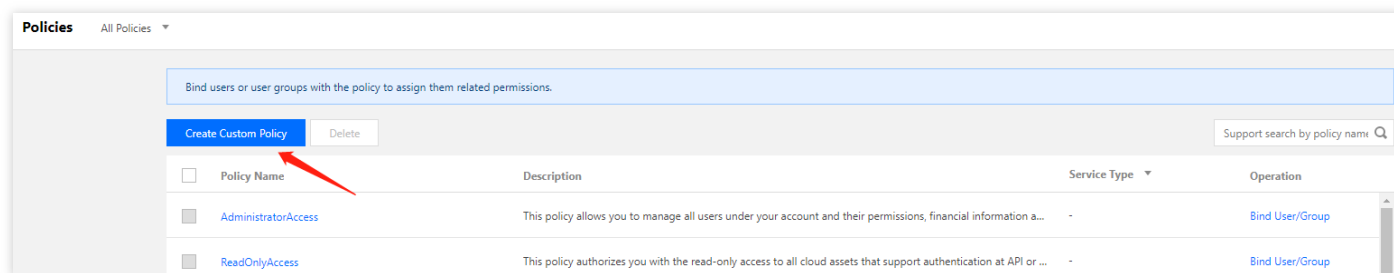 Policies All Policies
Bind users or user groups with the policy to assign them related permissions.
Create Custom Policy Delete Support search by policy name
Policy Name Description Service Type Operation
AdministratorAccess This policy allows you to manage all users under your account and their permissions, financial information a... - Bind User/Group
ReadOnlyAccess This policy authorizes you with the read-only access to all cloud assets that support authentication at API or ... - Bind User/Group